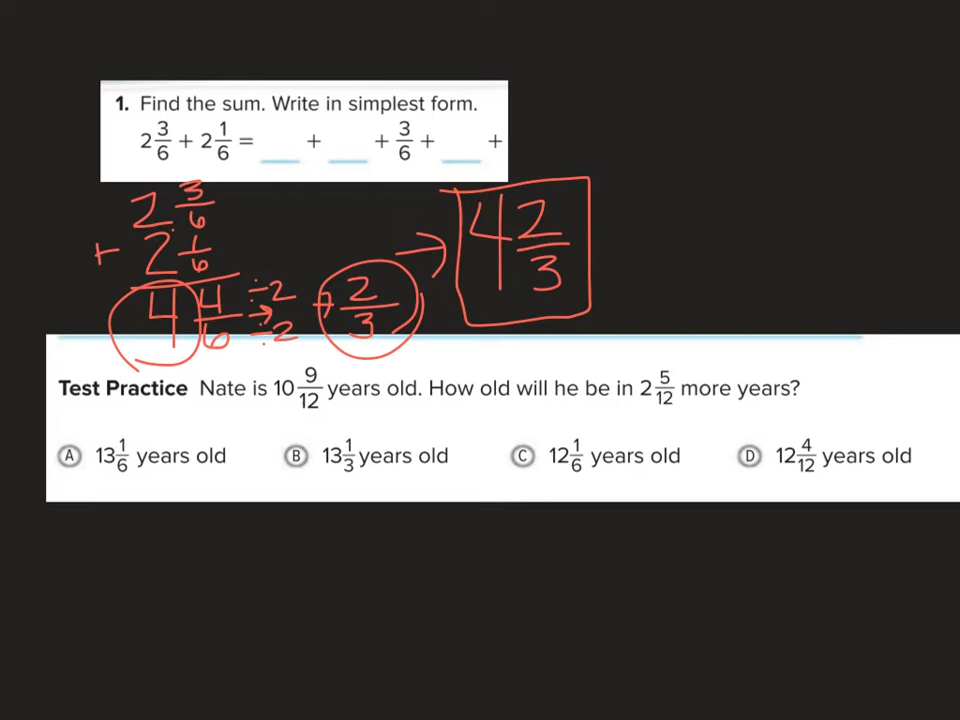 1. Find the sum. Write in simplest form.
2 3/6 + 2 1/6 = ___ + ___ + 3/6 + ___ +
2 3/6
+ 2 1/6
4 4/6 ÷2 → ÷2 → 2/3 → 4 2/3
Test Practice Nate is 10 9/12 years old. How old will he be in 2 5/12 more years?
A 13 1/6 years old B 13 1/3 years old C 12 1/6 years old D 12 4/12 years old